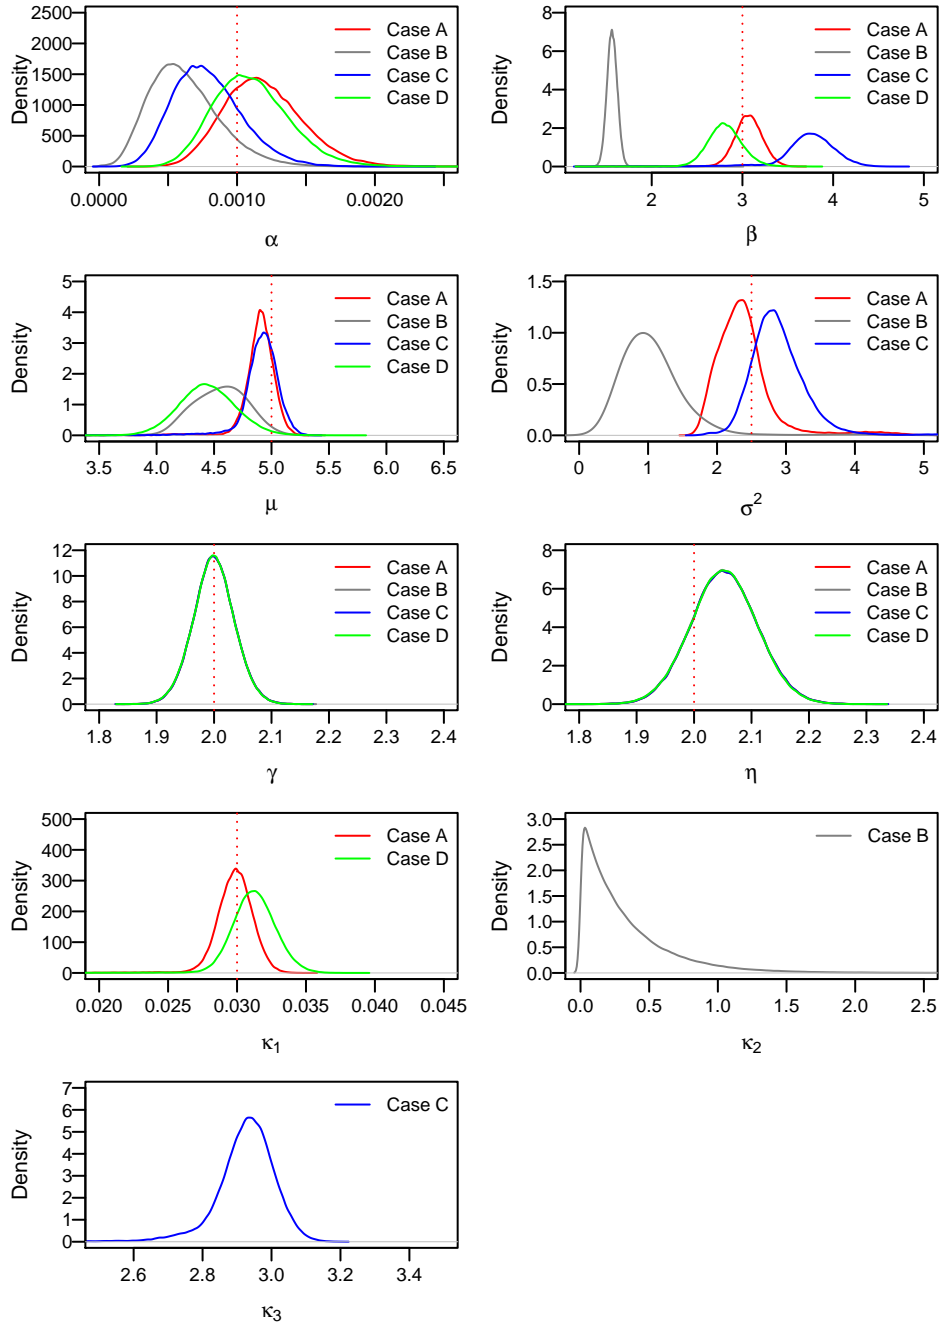 Density
2500
2000
1500
1000
500
0
0.0000 0.0010 0.0020
α
Case A
Case B
Case C
Case D
Density
8
6
4
2
0
2 3 4 5
β
Case A
Case B
Case C
Case D
Density
5
4
3
2
1
0
3.5 4.0 4.5 5.0 5.5 6.0 6.5
μ
Case A
Case B
Case C
Case D
Density
1.5
1.0
0.5
0.0
0 1 2 3 4 5
σ²
Case A
Case B
Case C
Density
12
10
8
6
4
2
0
1.8 1.9 2.0 2.1 2.2 2.3 2.4
γ
Case A
Case B
Case C
Case D
Density
8
6
4
2
0
1.8 1.9 2.0 2.1 2.2 2.3 2.4
η
Case A
Case B
Case C
Case D
Density
500
400
300
200
100
0
0.020 0.025 0.030 0.035 0.040 0.045
κ₁
Case A
Case D
Density
3.0
2.5
2.0
1.5
1.0
0.5
0.0
0.0 0.5 1.0 1.5 2.0 2.5
κ₂
Case B
Density
7
6
5
4
3
2
1
0
2.6 2.8 3.0 3.2 3.4
κ₃
Case C